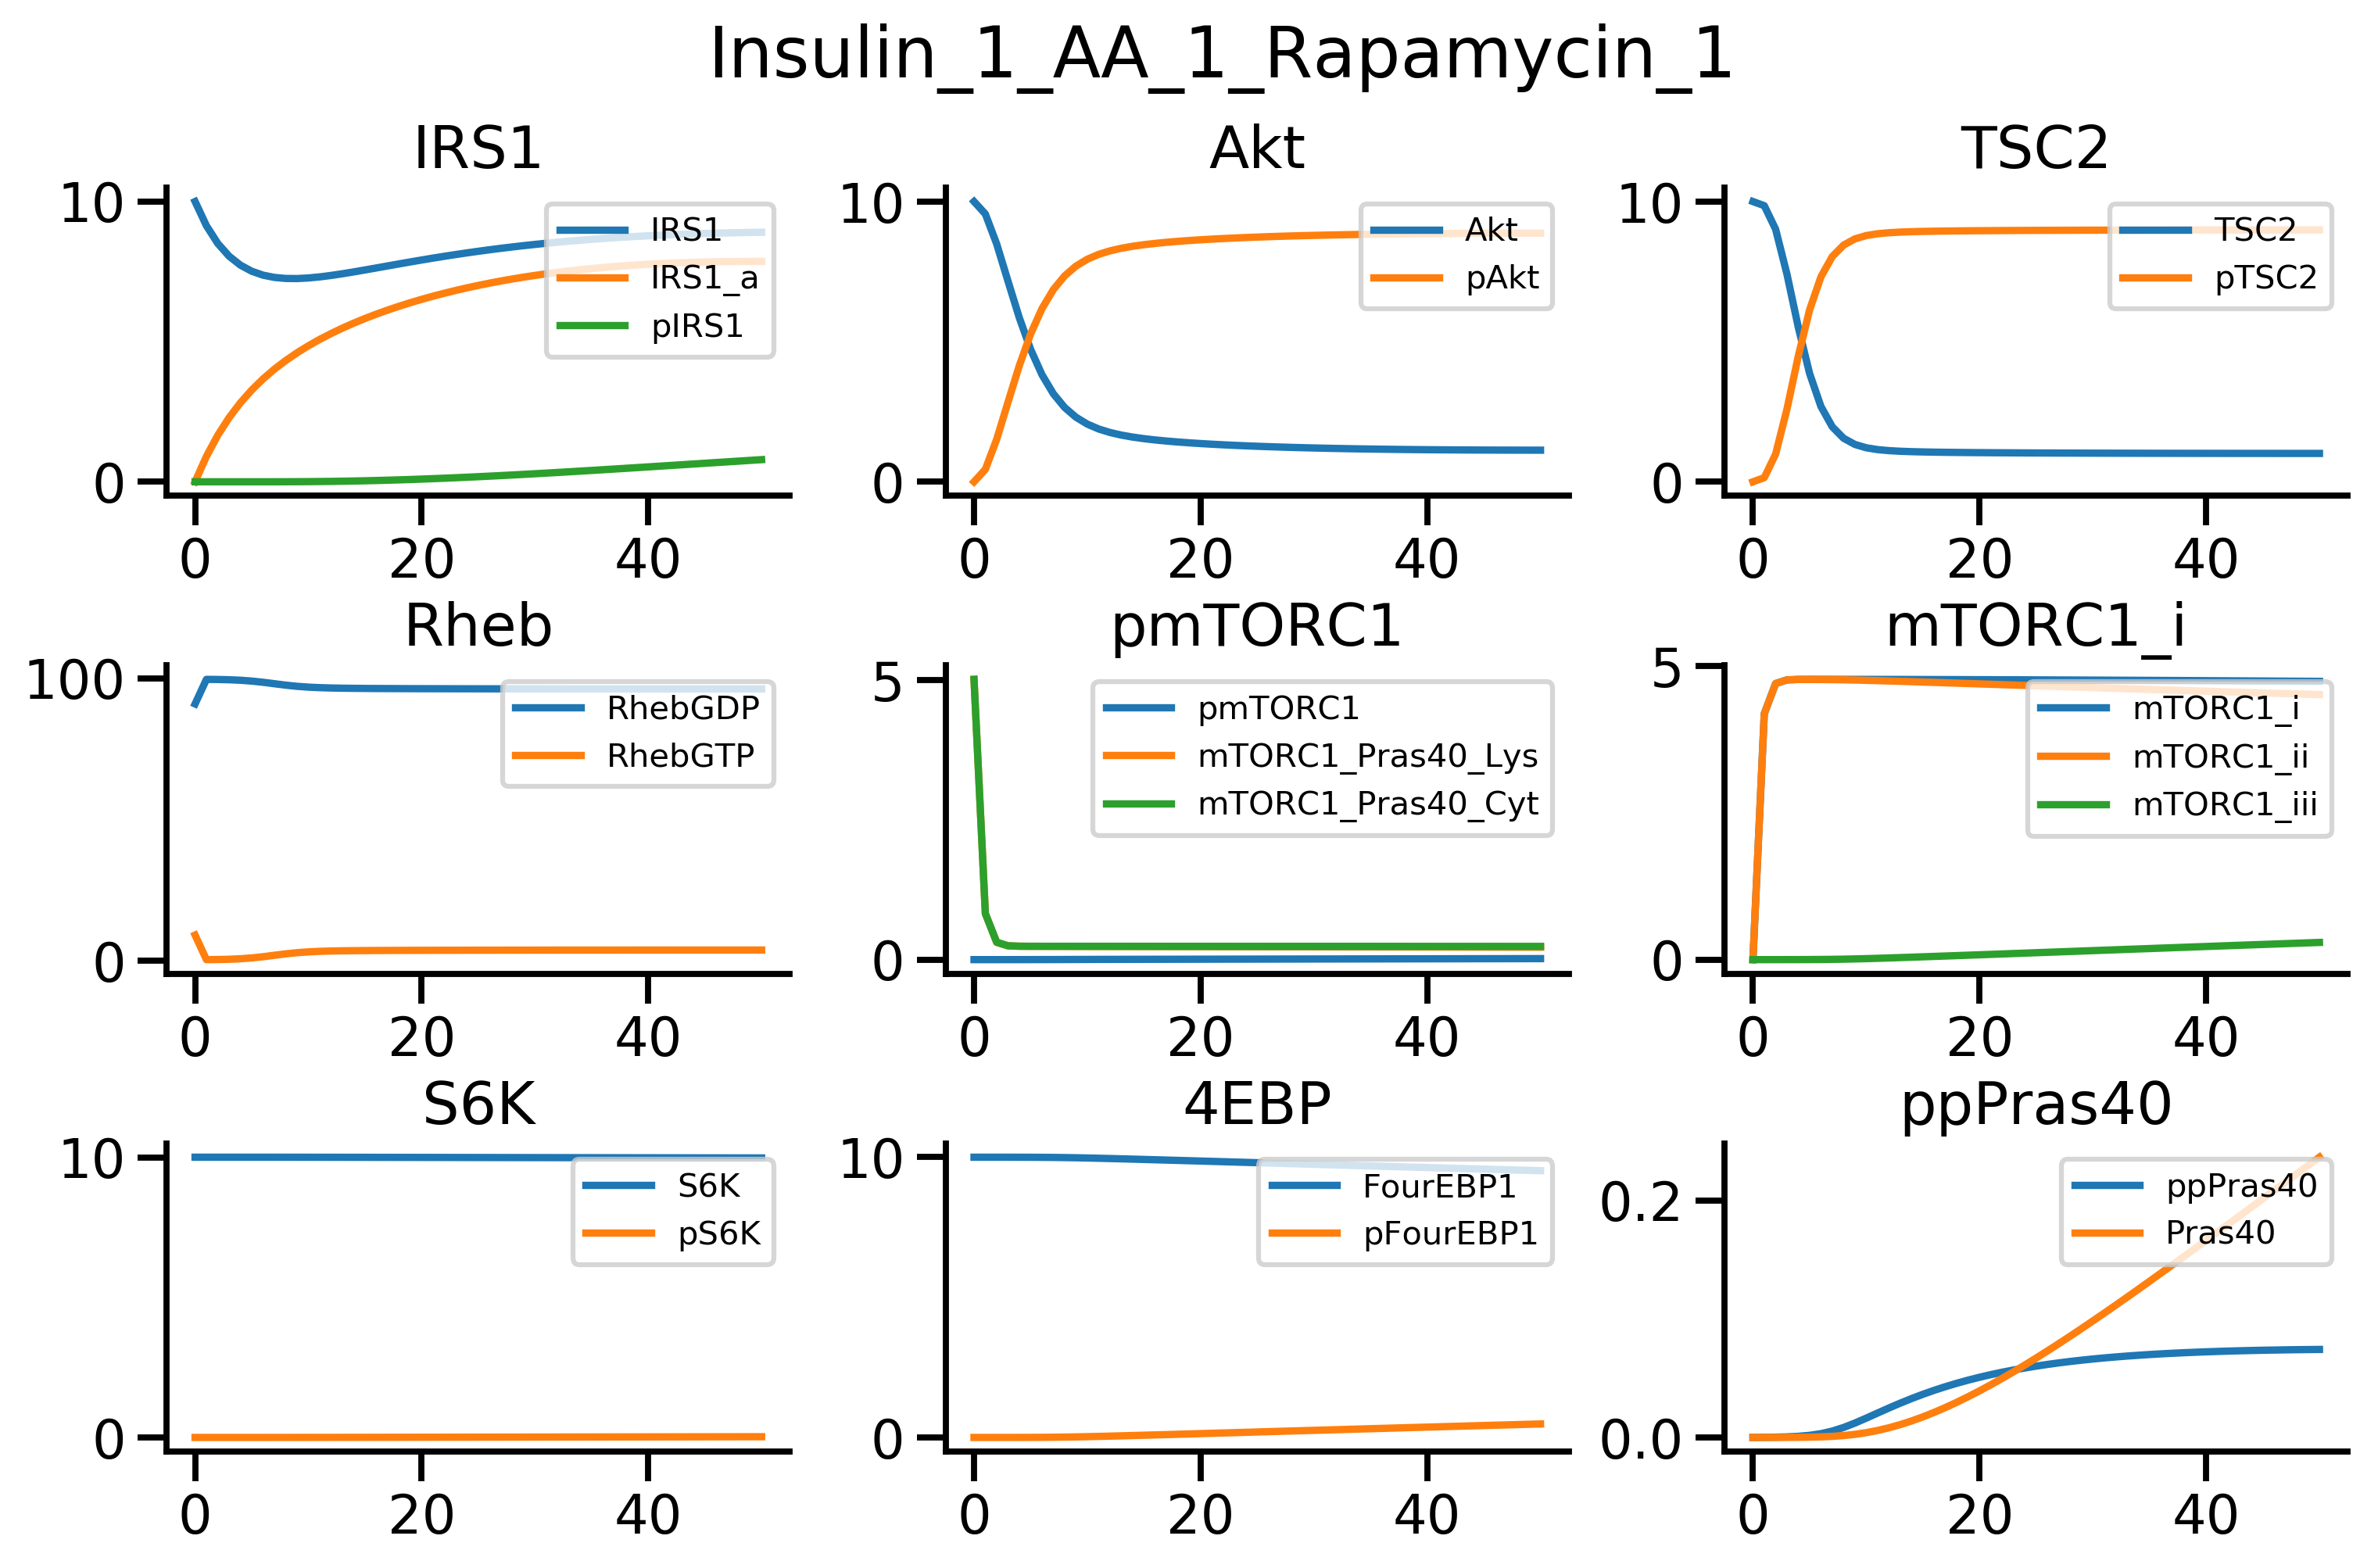 Insulin_1_AA_1_Rapamycin_1
IRS1
10
0
0 20 40
IRS1
IRS1_a
pIRS1
Akt
10
0
0 20 40
Akt
pAkt
TSC2
10
0
0 20 40
TSC2
pTSC2
Rheb
100
0
0 20 40
RhebGDP
RhebGTP
pmTORC1
5
0
0 20 40
pmTORC1
mTORC1_Pras40_Lys
mTORC1_Pras40_Cyt
mTORC1_i
5
0
0 20 40
mTORC1_i
mTORC1_ii
mTORC1_iii
S6K
10
0
0 20 40
S6K
pS6K
4EBP
10
0
0 20 40
FourEBP1
pFourEBP1
ppPras40
0.2
0.0
0 20 40
ppPras40
Pras40